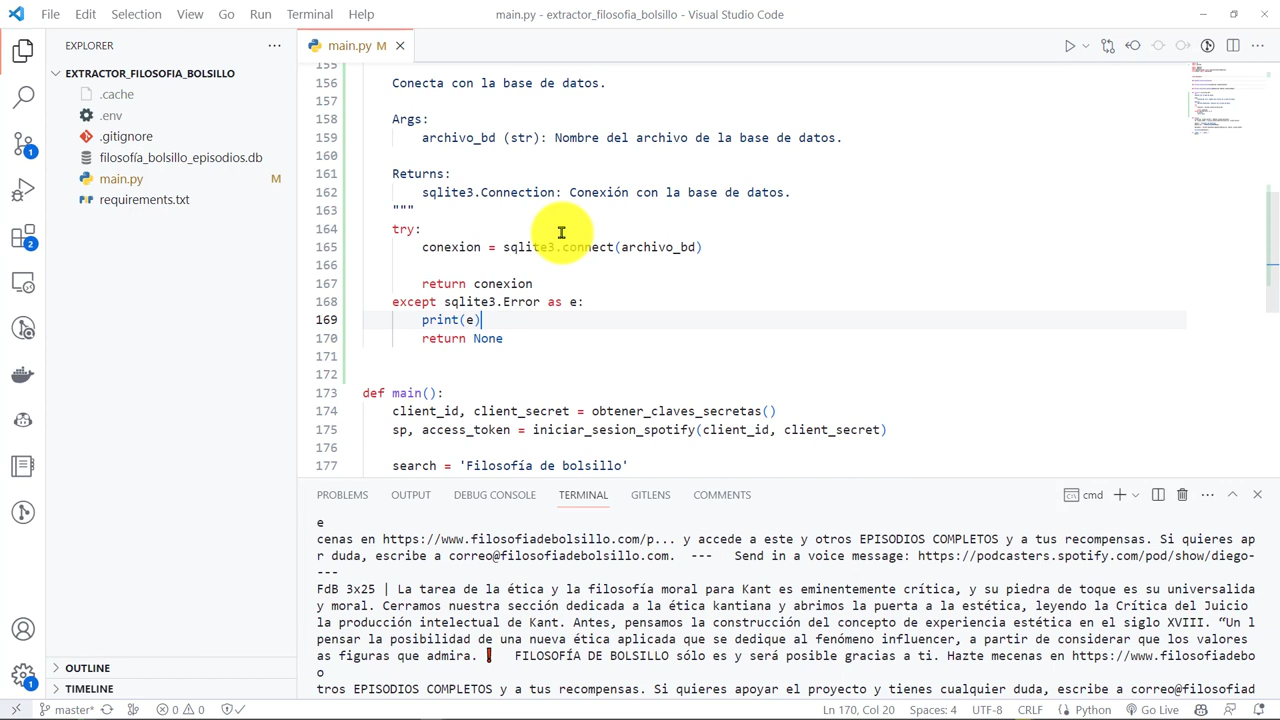 File Edit Selection View Go Run Terminal Help
main.py - extractor_filosofia_bolsillo - Visual Studio Code
EXPLORER
main.py M
EXTRACTOR_FILOSOFIA_BOLSILLO
.cache
.env
.gitignore
filosofía_bolsillo_episodios.db
main.py M
requirements.txt
1
2
1
155
156 Conecta con la base de datos.
157
158 Args:
159 archivo_bd (str): Nombre del archivo de la base de datos.
160
161 Returns:
162 sqlite3.Connection: Conexión con la base de datos.
163 """
164 try:
165 conexion = sqlite3.connect(archivo_bd)
166
167 return conexion
168 except sqlite3.Error as e:
169 print(e)
170 return None
171
172
173 def main():
174 client_id, client_secret = obtener_claves_secretas()
175 sp, access_token = iniciar_sesion_spotify(client_id, client_secret)
176
177 search = 'Filosofía de bolsillo'
PROBLEMS OUTPUT DEBUG CONSOLE TERMINAL GITLENS COMMENTS
cmd
e
cenas en https://www.filosofiadebolsillo.com/p... y accede a este y otros EPISODIOS COMPLETOS y a tus recompensas. Si quieres ap
r duda, escribe a correo@filosofiadebolsillo.com. --- Send in a voice message: https://podcasters.spotify.com/pod/show/diego-
---
FdB 3x25 | La tarea de la ética y la filosofía moral para Kant es eminentemente crítica, y su piedra de toque es su universalida
y moral. Cerramos nuestra sección dedicada a la ética kantiana y abrimos la puerta a la estética, leyendo la Crítica del Juicio
la producción intelectual de Kant. Antes, pensamos la construcción del concepto de experiencia estética en el siglo XVIII. “Un l
pensar la posibilidad de una nueva ética aplicada que se dedique al fenómeno influencer, a partir de considerar que los valores
as figuras que admira. FILOSOFÍA DE BOLSILLO sólo es y será posible gracias a ti. Hazte mecenas en https://www.filosofiadebo
o
tros EPISODIOS COMPLETOS y a tus recompensas. Si quieres apoyar el proyecto y tienes cualquier duda, escribe a correo@filosofiad
OUTLINE
TIMELINE
master* 0 0 Ln 170, Col 20 Spaces: 4 UTF-8 CRLF Python Go Live